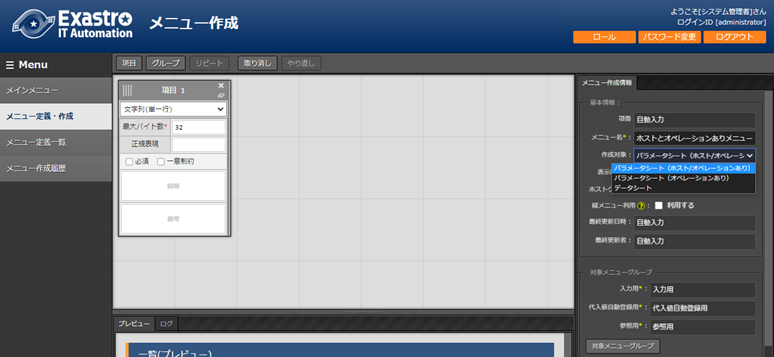 Exastro
IT Automation
メニュー作成
ようこそ[システム管理者]さん
ログインID [administrator]
ロール
パスワード変更
ログアウト
Menu
メインメニュー
メニュー定義・作成
メニュー定義一覧
メニュー作成履歴
項目
グループ
リピート
取り消し
やり直し
項目 1
文字列(単一行)
最大バイト数* 32
正規表現
必須 一意制約
説明
備考
プレビュー ログ
一覧(プレビュー)
メニュー作成情報
基本情報:
項番 自動入力
メニュー名*: ホストとオペレーションありメニュー
作成対象: パラメータシート(ホスト/オペレーシ
パラメータシート(ホスト/オペレーションあり)
パラメータシート(オペレーションあり)
データシート
表示
ホストグ
縦メニュー利用 ?: 利用する
最終更新日時: 自動入力
最終更新者: 自動入力
対象メニューグループ
入力用*: 入力用
代入値自動登録用*: 代入値自動登録用
参照用*: 参照用
対象メニューグループ